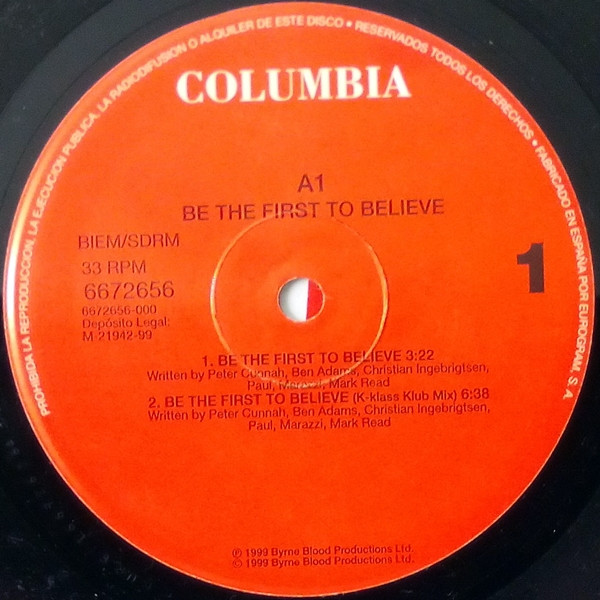 PROHIBIDA LA REPRODUCCION, LA EJECUCION PUBLICA, LA RADIODIFUSION O ALQUILER DE ESTE DISCO • RESERVADOS TODOS LOS DERECHOS • FABRICADO EN ESPAÑA POR EUROGRAM, S. A.
COLUMBIA
A1
BE THE FIRST TO BELIEVE
BIEM/SDRM
33 RPM
6672656
6672656-000
Depósito Legal:
M-21942-99
1
1. BE THE FIRST TO BELIEVE 3:22
Written by Peter Cunnah, Ben Adams, Christian Ingebrigtsen,
Paul, Marazzi, Mark Read
2. BE THE FIRST TO BELIEVE (K-klass Klub Mix) 6:38
Written by Peter Cunnah, Ben Adams, Christian Ingebrigtsen,
Paul, Marazzi, Mark Read
℗ 1999 Byrne Blood Productions Ltd.
© 1999 Byrne Blood Productions Ltd.